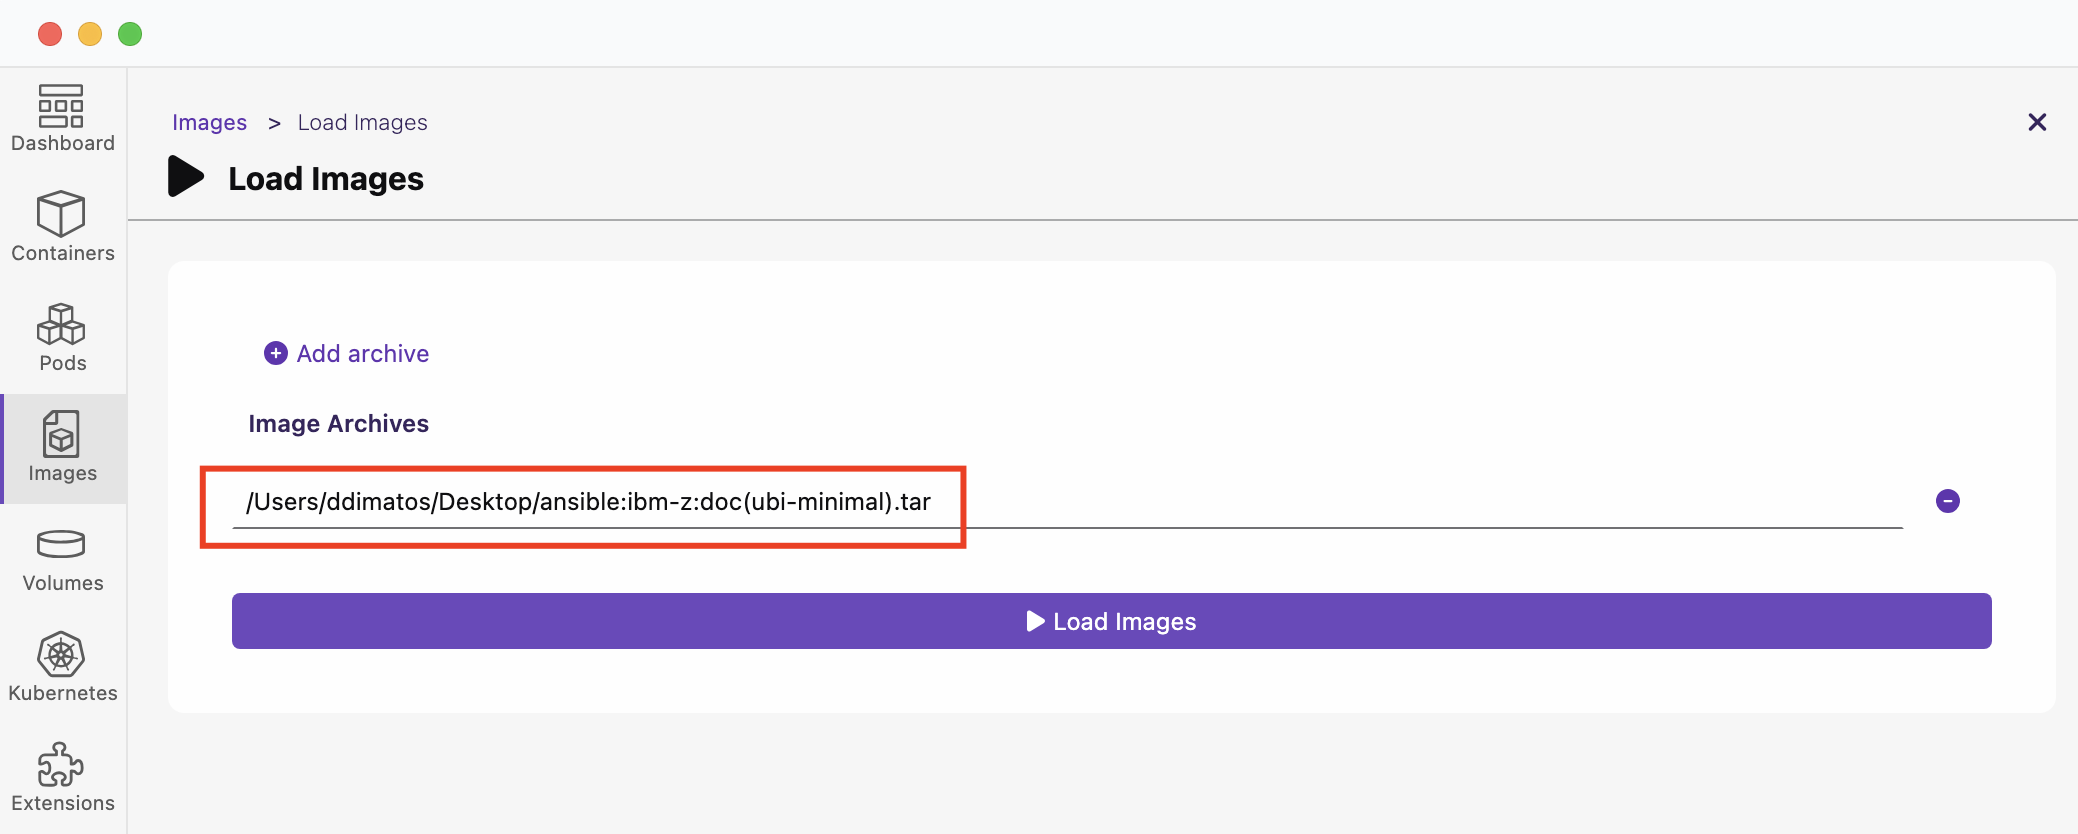 Dashboard
Containers
Pods
Images
Volumes
Kubernetes
Extensions
Images > Load Images
Load Images
Add archive
Image Archives
/Users/ddimatos/Desktop/ansible:ibm-z:doc(ubi-minimal).tar
Load Images